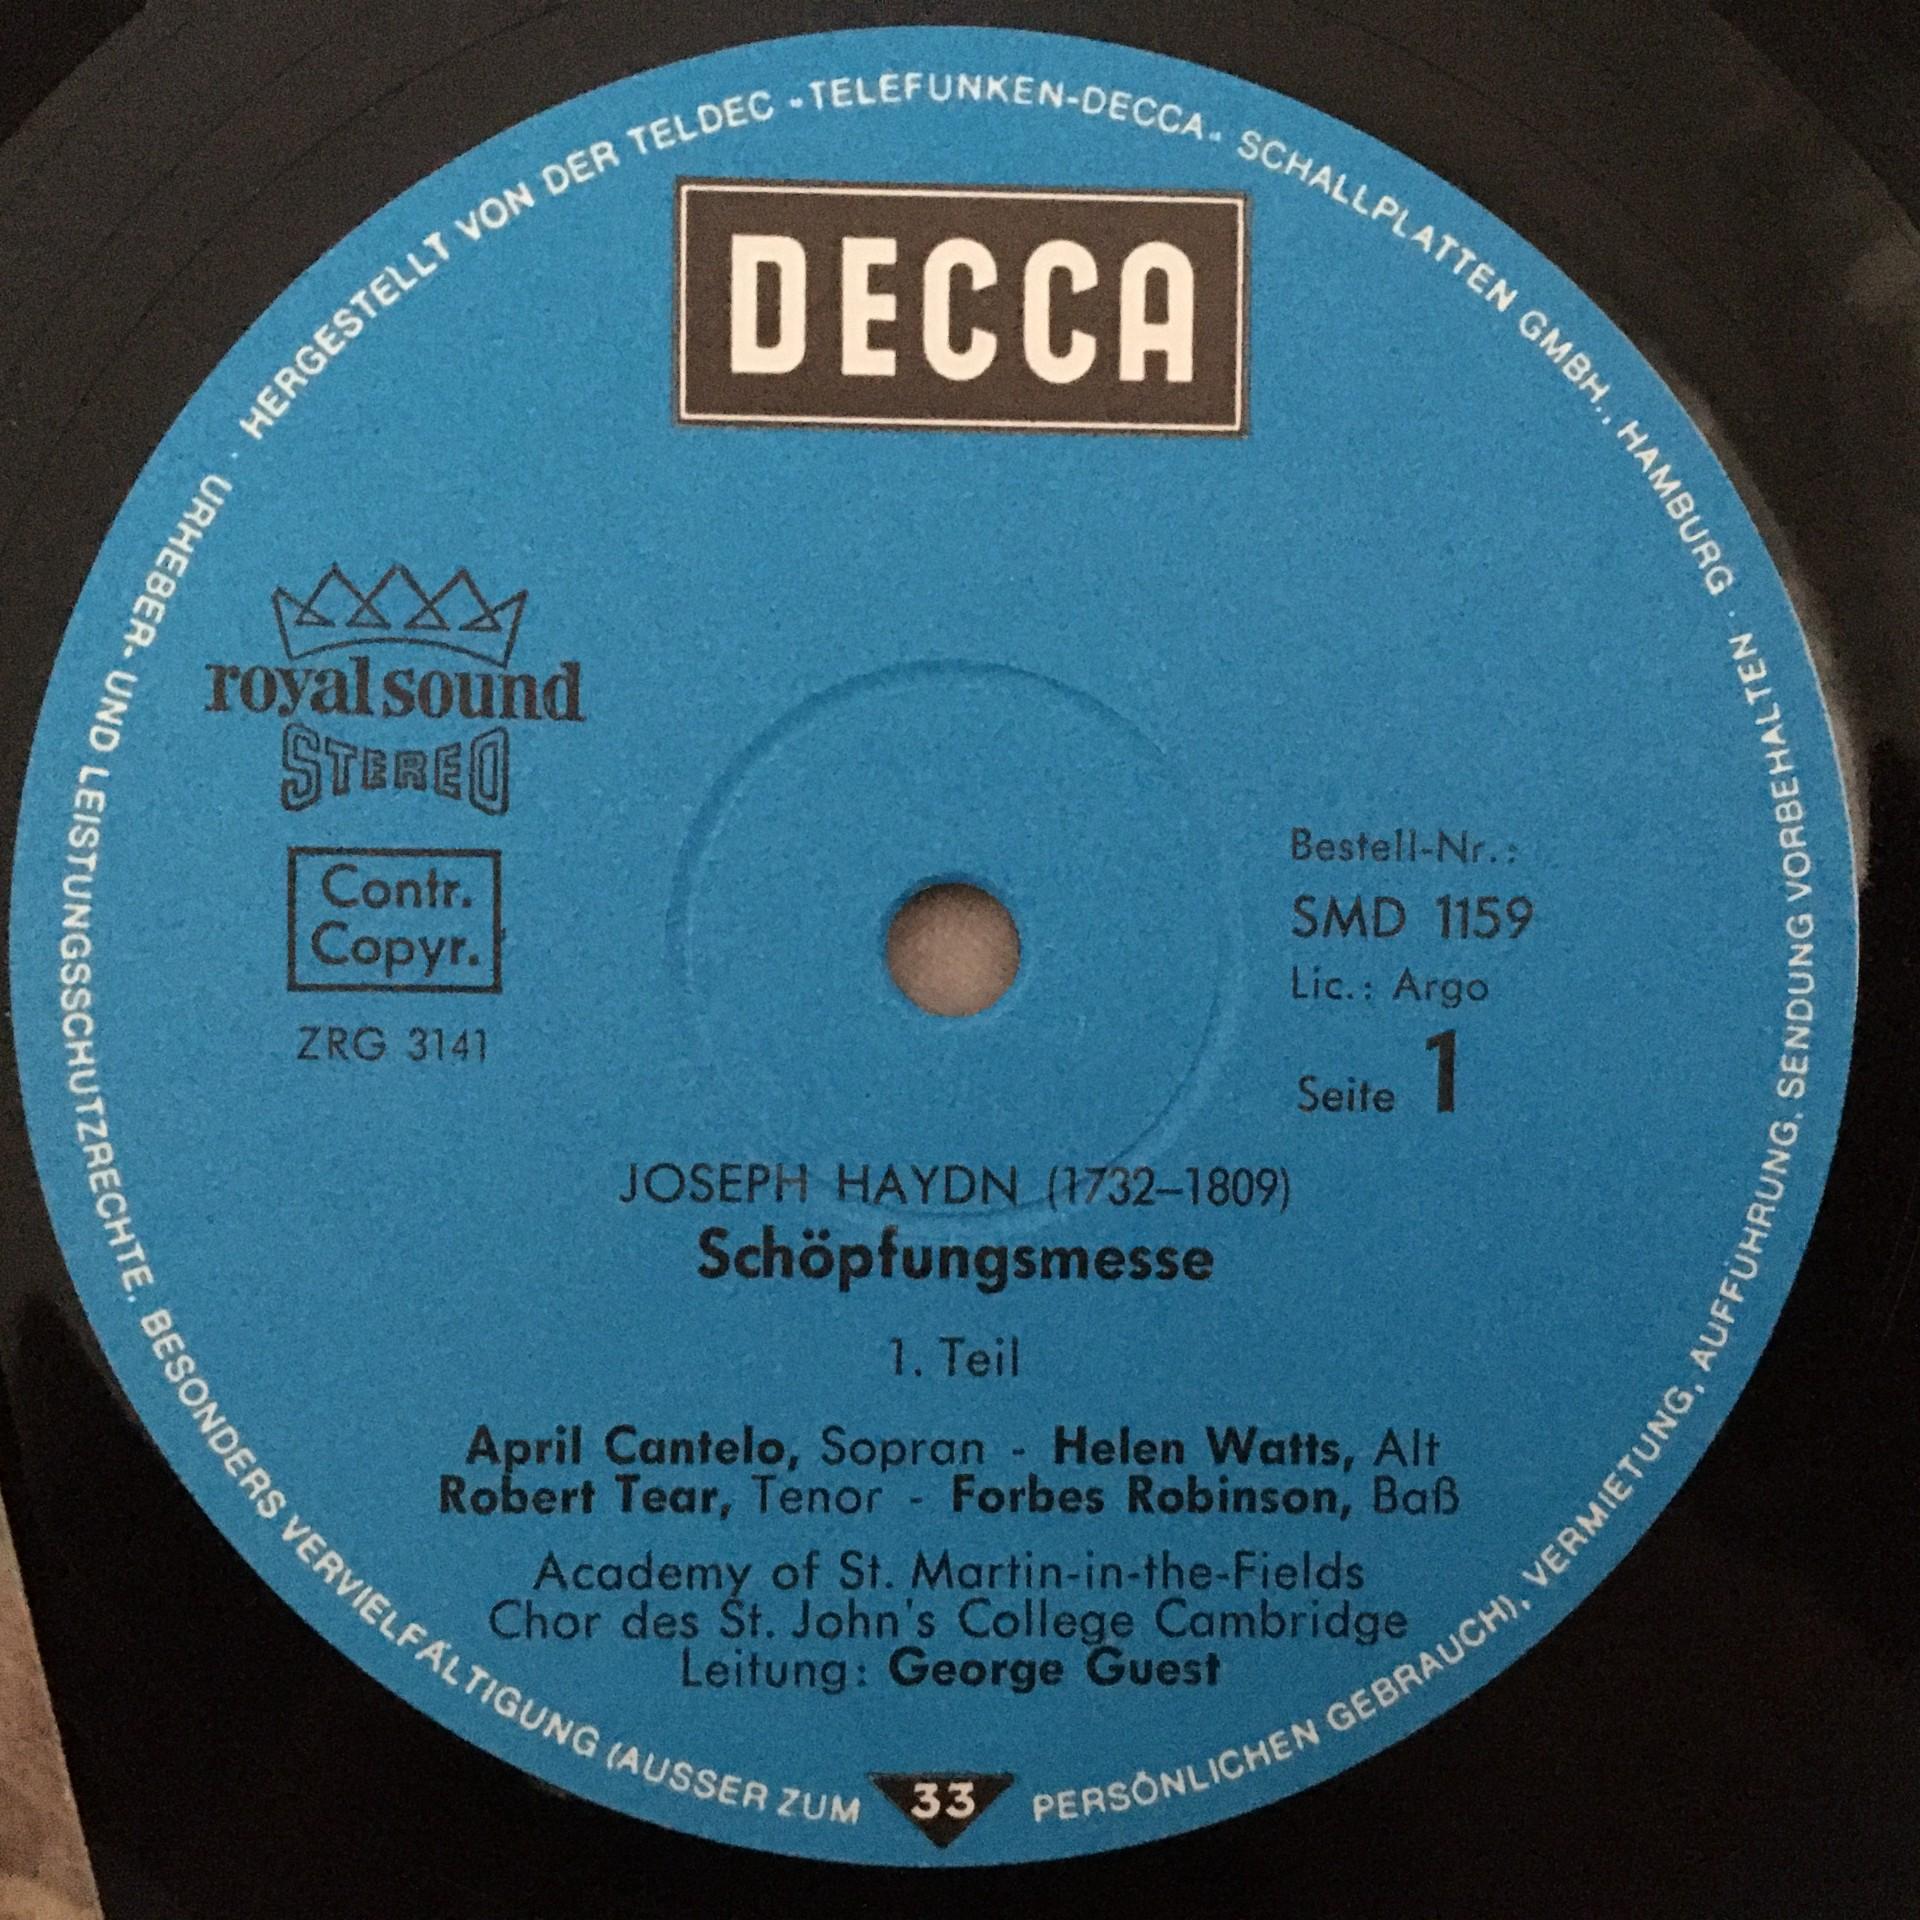 HERGESTELLT VON DER TELDEC »TELEFUNKEN-DECCA« SCHALLPLATTEN GMBH., HAMBURG ·
DECCA
royal sound
STEREO
Contr.
Copyr.
ZRG 3141
Bestell-Nr.:
SMD 1159
Lic.: Argo
Seite 1
JOSEPH HAYDN (1732–1809)
Schöpfungsmesse
1. Teil
April Cantelo, Sopran - Helen Watts, Alt
Robert Tear, Tenor - Forbes Robinson, Baß
Academy of St. Martin-in-the-Fields
Chor des St. John's College Cambridge
Leitung: George Guest
33
URHEBER- UND LEISTUNGSSCHUTZRECHTE, BESONDERS VERVIELFÄLTIGUNG (AUSSER ZUM PERSÖNLICHEN GEBRAUCH), VERMIETUNG, AUFFÜHRUNG, SENDUNG VORBEHALTEN